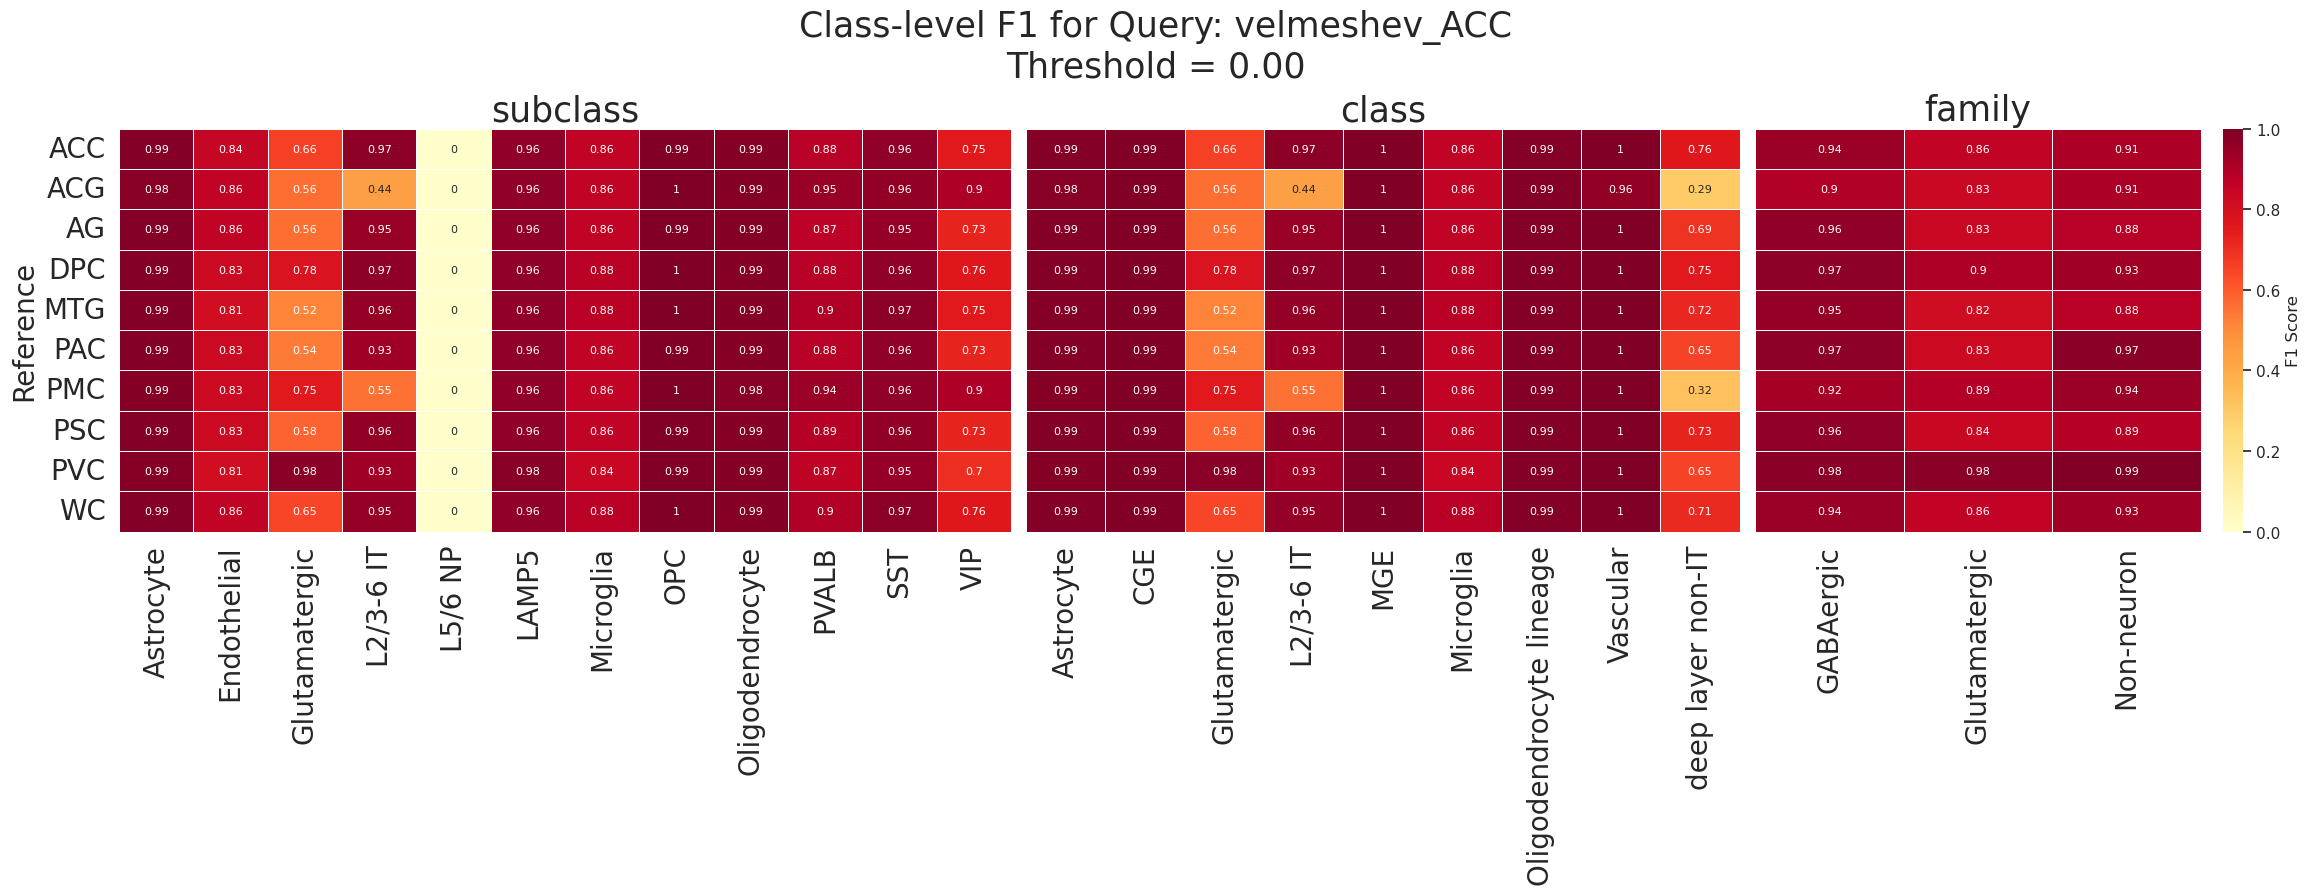 Class-level F1 for Query: velmeshev_ACC
Threshold = 0.00
subclass class family
Reference
ACC 0.99 0.84 0.66 0.97 0 0.96 0.86 0.99 0.99 0.88 0.96 0.75 0.99 0.99 0.66 0.97 1 0.86 0.99 1 0.76 0.94 0.86 0.91
ACG 0.98 0.86 0.56 0.44 0 0.96 0.86 1 0.99 0.95 0.96 0.9 0.98 0.99 0.56 0.44 1 0.86 0.99 0.96 0.29 0.9 0.83 0.91
AG 0.99 0.86 0.56 0.95 0 0.96 0.86 0.99 0.99 0.87 0.95 0.73 0.99 0.99 0.56 0.95 1 0.86 0.99 1 0.69 0.96 0.83 0.88
DPC 0.99 0.83 0.78 0.97 0 0.96 0.88 1 0.99 0.88 0.96 0.76 0.99 0.99 0.78 0.97 1 0.88 0.99 1 0.75 0.97 0.9 0.93
MTG 0.99 0.81 0.52 0.96 0 0.96 0.88 1 0.99 0.9 0.97 0.75 0.99 0.99 0.52 0.96 1 0.88 0.99 1 0.72 0.95 0.82 0.88
PAC 0.99 0.83 0.54 0.93 0 0.96 0.86 0.99 0.99 0.88 0.96 0.73 0.99 0.99 0.54 0.93 1 0.86 0.99 1 0.65 0.97 0.83 0.97
PMC 0.99 0.83 0.75 0.55 0 0.96 0.86 1 0.98 0.94 0.96 0.9 0.99 0.99 0.75 0.55 1 0.86 0.99 1 0.32 0.92 0.89 0.94
PSC 0.99 0.83 0.58 0.96 0 0.96 0.86 0.99 0.99 0.89 0.96 0.73 0.99 0.99 0.58 0.96 1 0.86 0.99 1 0.73 0.96 0.84 0.89
PVC 0.99 0.81 0.98 0.93 0 0.98 0.84 0.99 0.99 0.87 0.95 0.7 0.99 0.99 0.98 0.93 1 0.84 0.99 1 0.65 0.98 0.98 0.99
WC 0.99 0.86 0.65 0.95 0 0.96 0.88 1 0.99 0.9 0.97 0.76 0.99 0.99 0.65 0.95 1 0.88 0.99 1 0.71 0.94 0.86 0.93
Astrocyte
Endothelial
Glutamatergic
L2/3-6 IT
L5/6 NP
LAMP5
Microglia
OPC
Oligodendrocyte
PVALB
SST
VIP
Astrocyte
CGE
Glutamatergic
L2/3-6 IT
MGE
Microglia
Oligodendrocyte lineage
Vascular
deep layer non-IT
GABAergic
Glutamatergic
Non-neuron
1.0
0.8
0.6
0.4
0.2
0.0
F1 Score